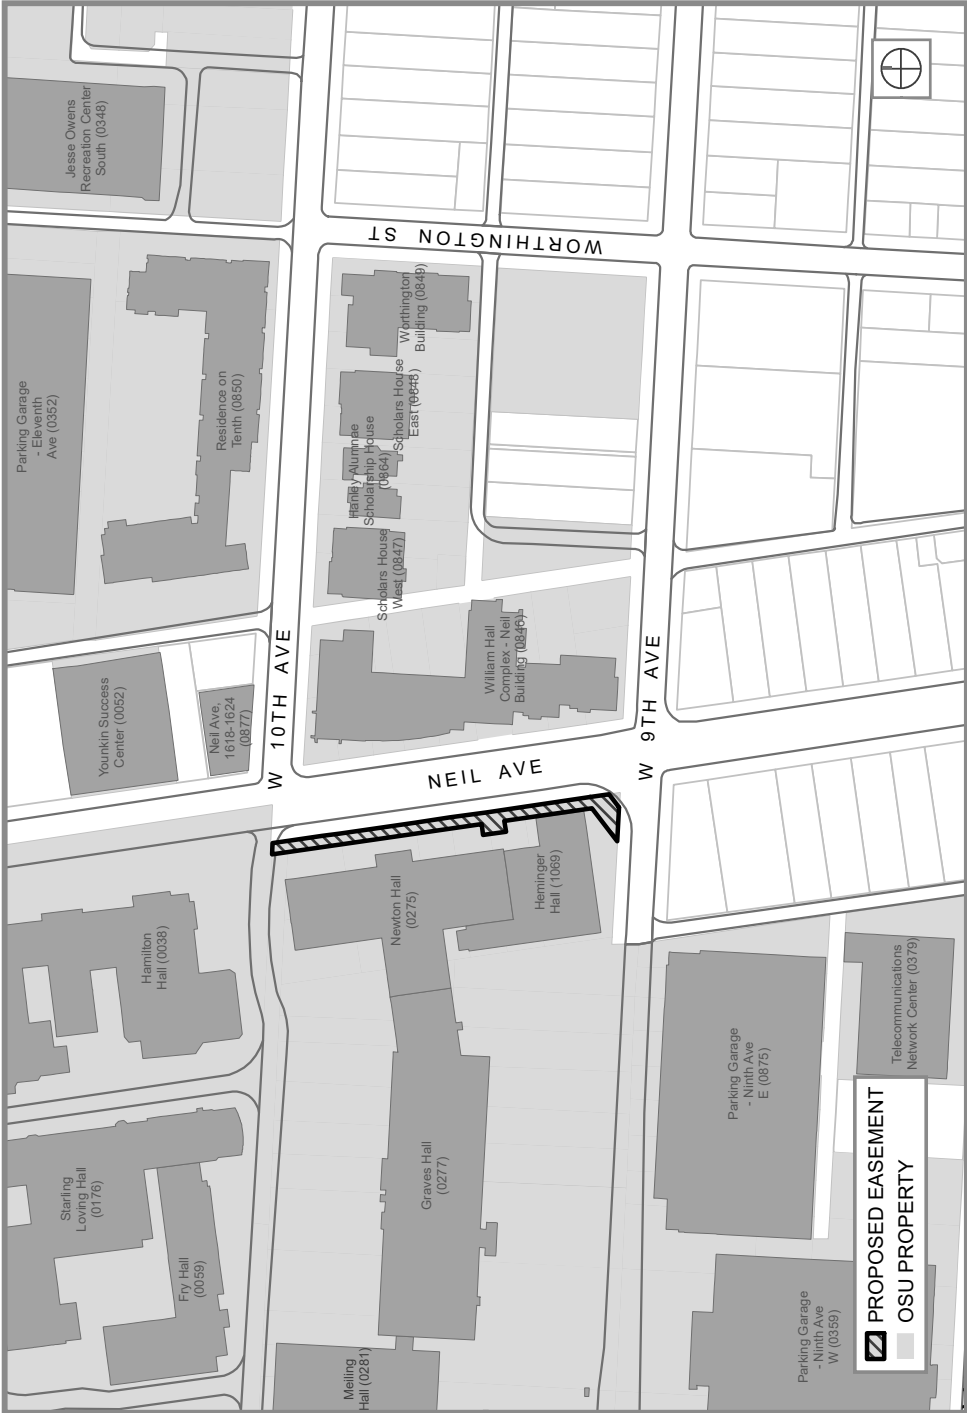 Jesse Owens
Recreation Center
South (0348)
Parking Garage
- Eleventh
Ave (0352)
Residence on
Tenth (0850)
WORTHINGTON ST
Worthington
Building (0849)
Scholars House
East (0848)
Hanley Alumnae
Scholarship House
(0864)
Scholars House
West (0847)
William Hall
Complex - Neil
Building (0846)
Younkin Success
Center (0052)
Neil Ave,
1618-1624
(0877)
W 10TH AVE
NEIL AVE
W 9TH AVE
Hamilton
Hall (0038)
Newton Hall
(0275)
Heminger
Hall (1069)
Starling
Loving Hall
(0176)
Fry Hall
(0059)
Graves Hall
(0277)
Meiling
Hall (0281)
Parking Garage
- Ninth Ave
E (0875)
Telecommunications
Network Center (0379)
Parking Garage
- Ninth Ave
W (0359)
PROPOSED EASEMENT
OSU PROPERTY